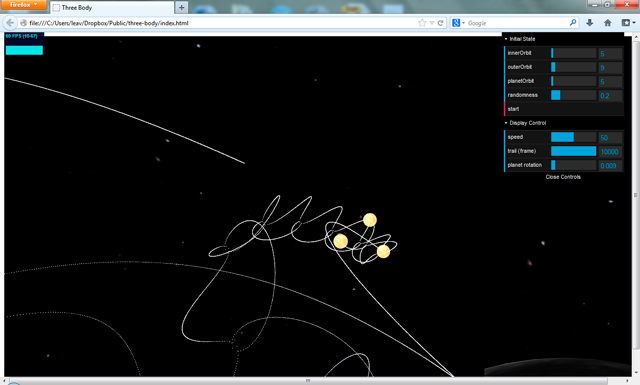 Firefox
Three Body
file:///C:/Users/leav/Dropbox/Public/three-body/index.html
Google
60 FPS (10-67)
Initial State
innerOrbit 5
outerOrbit 9
planetOrbit 5
randomness 0.2
start
Display Control
speed 50
trail (frame) 10000
planet rotation 0.009
Close Controls